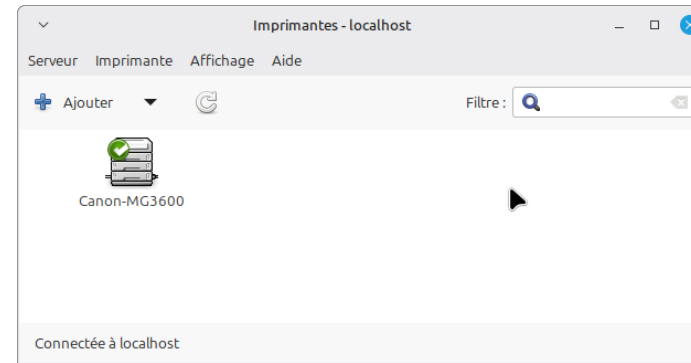 Imprimantes - localhost
Serveur Imprimante Affichage Aide
Ajouter Filtre :
Canon-MG3600
Connectée à localhost